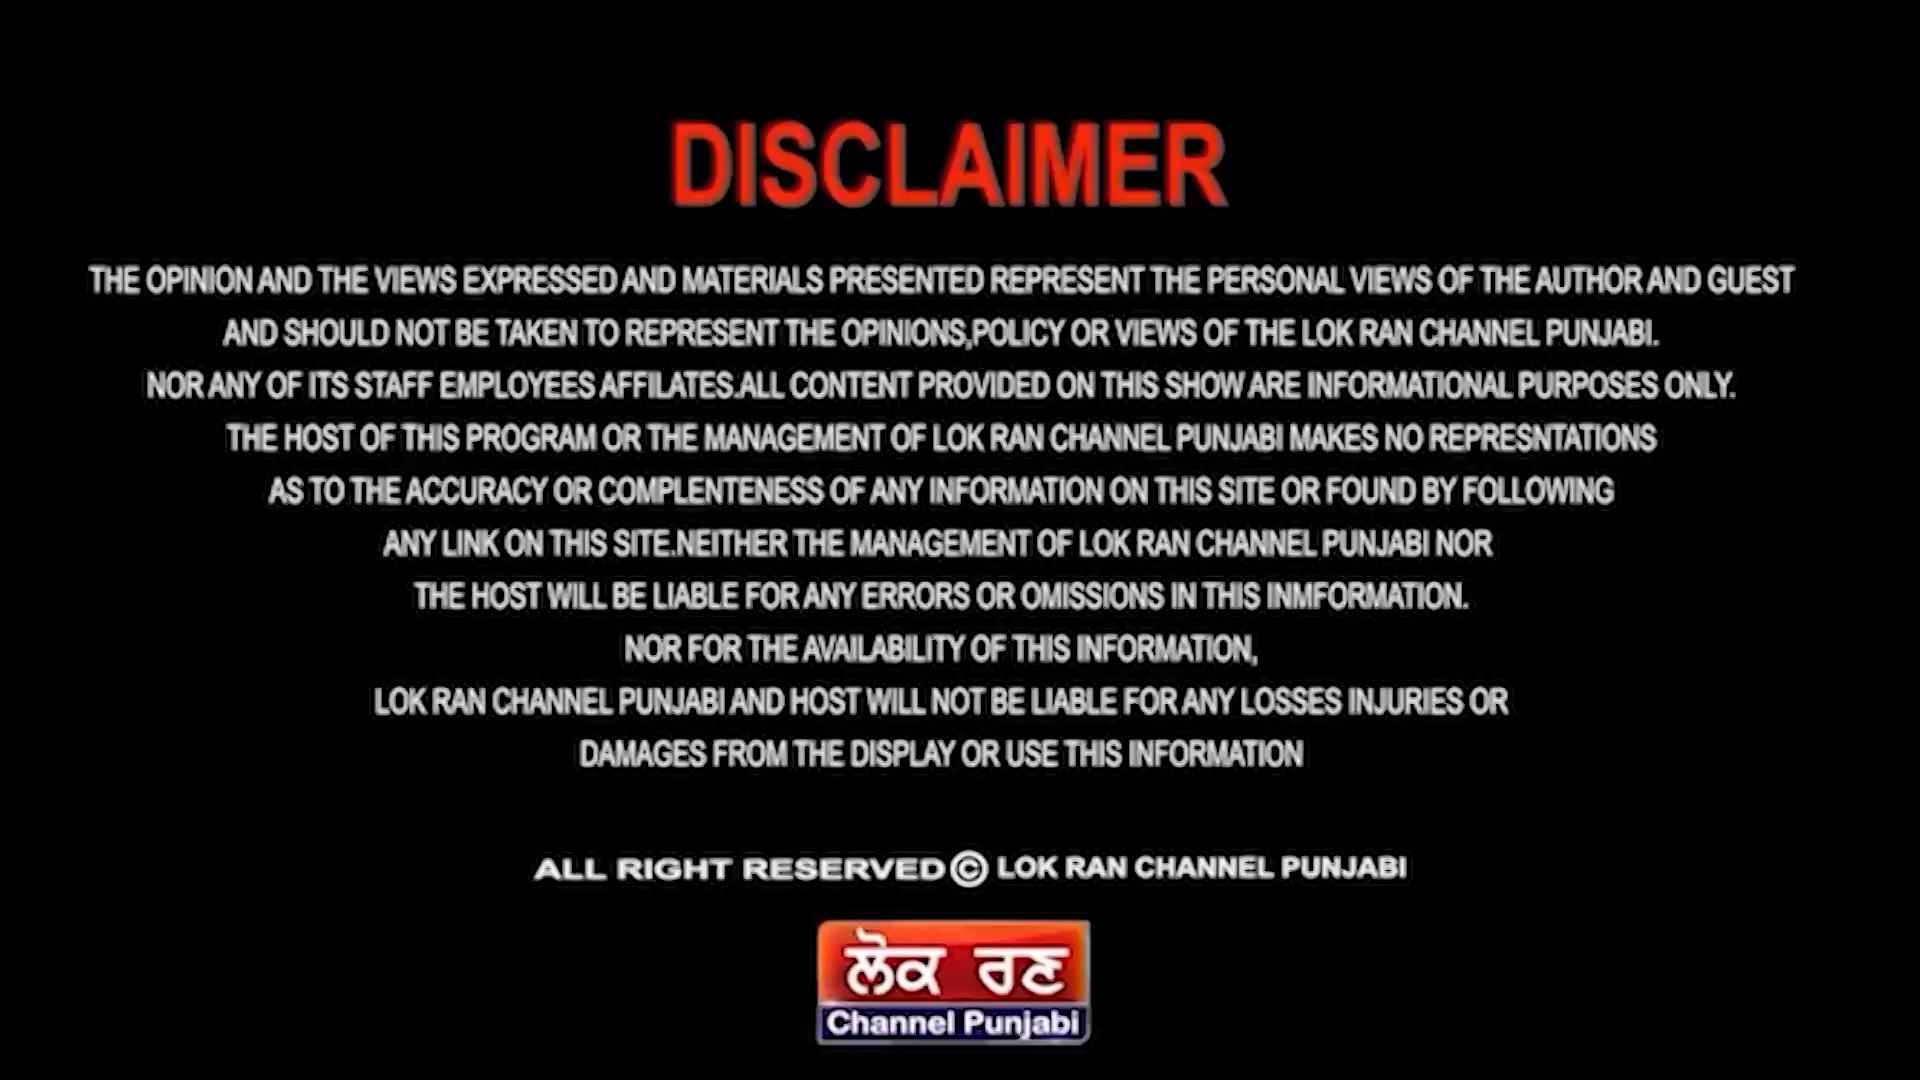 DISCLAIMER
THE OPINION AND THE VIEWS EXPRESSED AND MATERIALS PRESENTED REPRESENT THE PERSONAL VIEWS OF THE AUTHOR AND GUEST
AND SHOULD NOT BE TAKEN TO REPRESENT THE OPINIONS,POLICY OR VIEWS OF THE LOK RAN CHANNEL PUNJABI.
NOR ANY OF ITS STAFF EMPLOYEES AFFILATES.ALL CONTENT PROVIDED ON THIS SHOW ARE INFORMATIONAL PURPOSES ONLY.
THE HOST OF THIS PROGRAM OR THE MANAGEMENT OF LOK RAN CHANNEL PUNJABI MAKES NO REPRESNTATIONS
AS TO THE ACCURACY OR COMPLENTENESS OF ANY INFORMATION ON THIS SITE OR FOUND BY FOLLOWING
ANY LINK ON THIS SITE.NEITHER THE MANAGEMENT OF LOK RAN CHANNEL PUNJABI NOR
THE HOST WILL BE LIABLE FOR ANY ERRORS OR OMISSIONS IN THIS INMFORMATION.
NOR FOR THE AVAILABILITY OF THIS INFORMATION,
LOK RAN CHANNEL PUNJABI AND HOST WILL NOT BE LIABLE FOR ANY LOSSES INJURIES OR
DAMAGES FROM THE DISPLAY OR USE THIS INFORMATION
ALL RIGHT RESERVED© LOK RAN CHANNEL PUNJABI
ਲੋਕ ਰਣ
Channel Punjabi